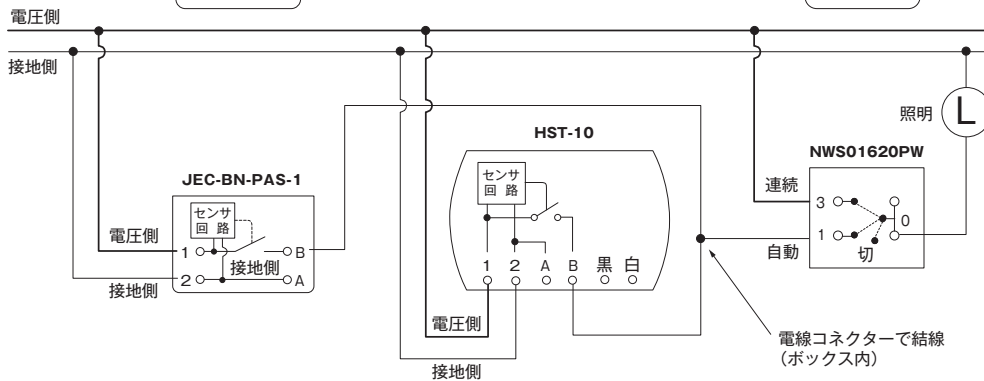 電圧側
接地側
照明
L
HST-10
NWS01620PW
JEC-BN-PAS-1
センサ
回 路
連続
3
0
センサ
回 路
電圧側
1
B
接地側
1
自動
切
2
A
接地側
1
2
A
B
黒
白
電圧側
接地側
電線コネクターで結線
（ボックス内）